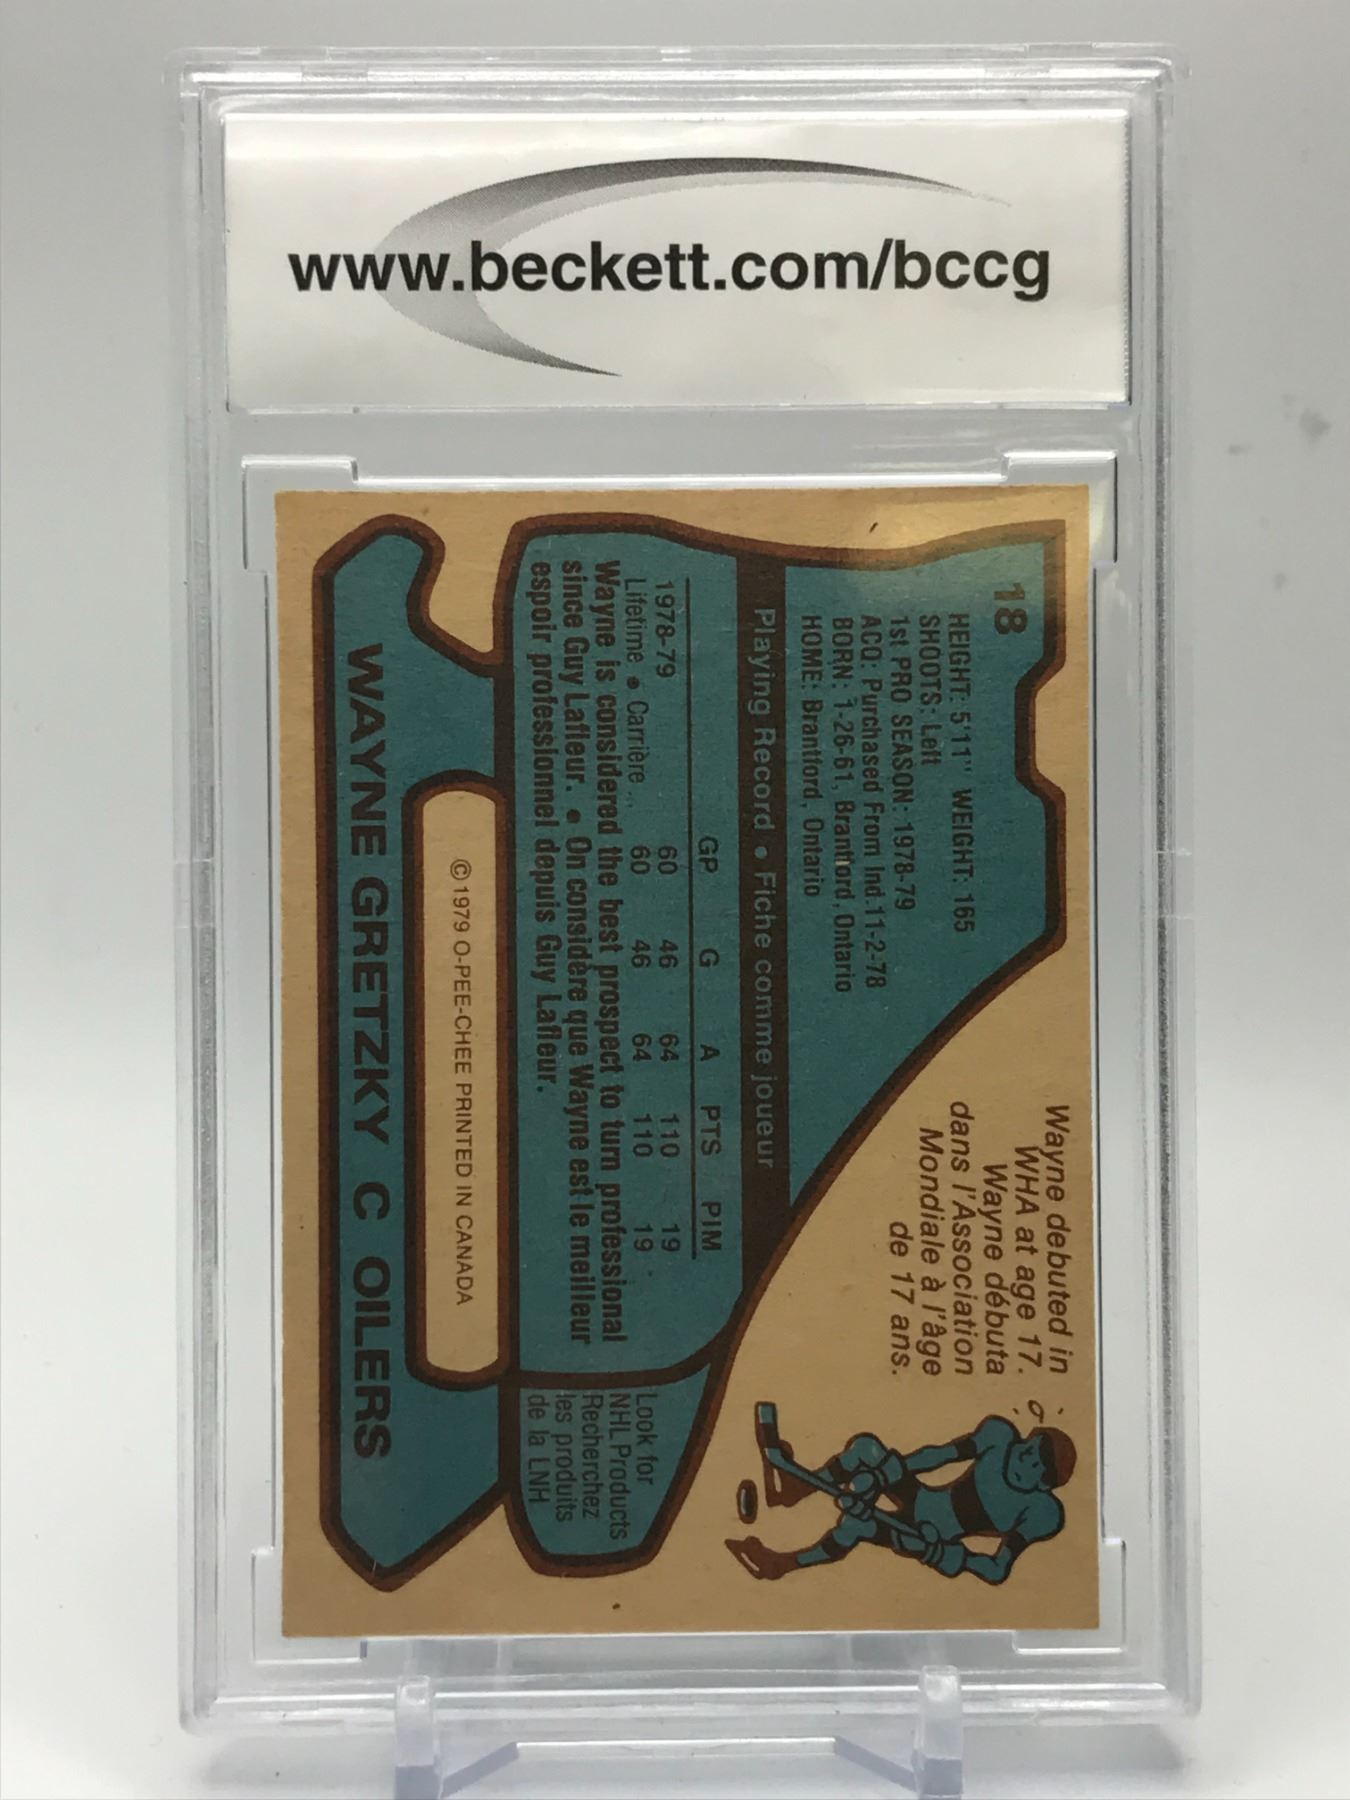 www.beckett.com/bccg
18
HEIGHT: 5'11" WEIGHT: 165
SHOOTS: Left
1st PRO SEASON: 1978-79
ACQ: Purchased From Ind. 11-2-78
BORN: 1-26-61, Brantford, Ontario
HOME: Brantford, Ontario
Wayne debuted in
WHA at age 17.
Wayne débuta
dans l'Association
Mondiale à l'âge
de 17 ans.
Playing Record • Fiche comme joueur
GP G A PTS PIM
1978-79 60 46 64 110 19
Lifetime • Carrière... 60 46 64 110 19
Wayne is considered the best prospect to turn professional
since Guy Lafleur. • On considère que Wayne est le meilleur
espoir professionnel depuis Guy Lafleur.
Look for
NHL Products
Recherchez
les produits
de la LNH
© 1979 O-PEE-CHEE PRINTED IN CANADA
WAYNE GRETZKY C OILERS